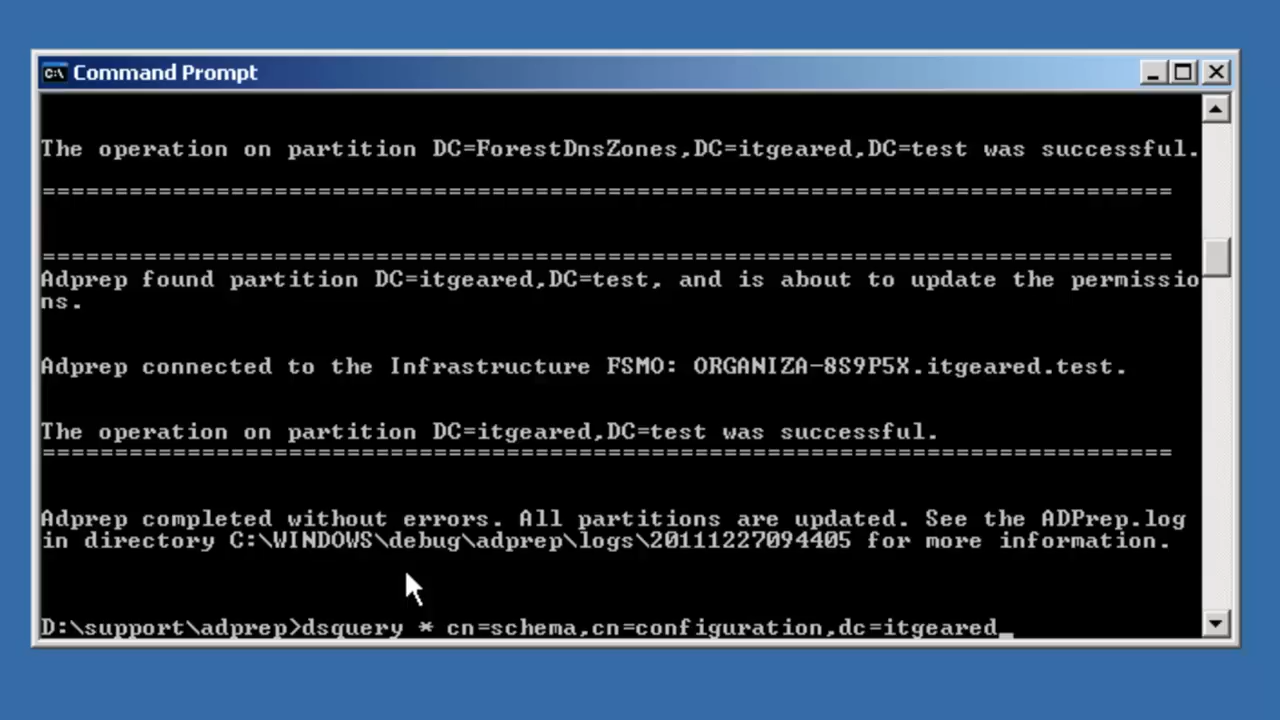 Command Prompt
The operation on partition DC=ForestDnsZones,DC=itgeared,DC=test was successful.
==============================================================================
==============================================================================
Adprep found partition DC=itgeared,DC=test, and is about to update the permissio
ns.
Adprep connected to the Infrastructure FSMO: ORGANIZA-8S9P5X.itgeared.test.
The operation on partition DC=itgeared,DC=test was successful.
==============================================================================
Adprep completed without errors. All partitions are updated. See the ADPrep.log
in directory C:\WINDOWS\debug\adprep\logs\20111227094405 for more information.
D:\support\adprep>dsquery * cn=schema,cn=configuration,dc=itgeared_